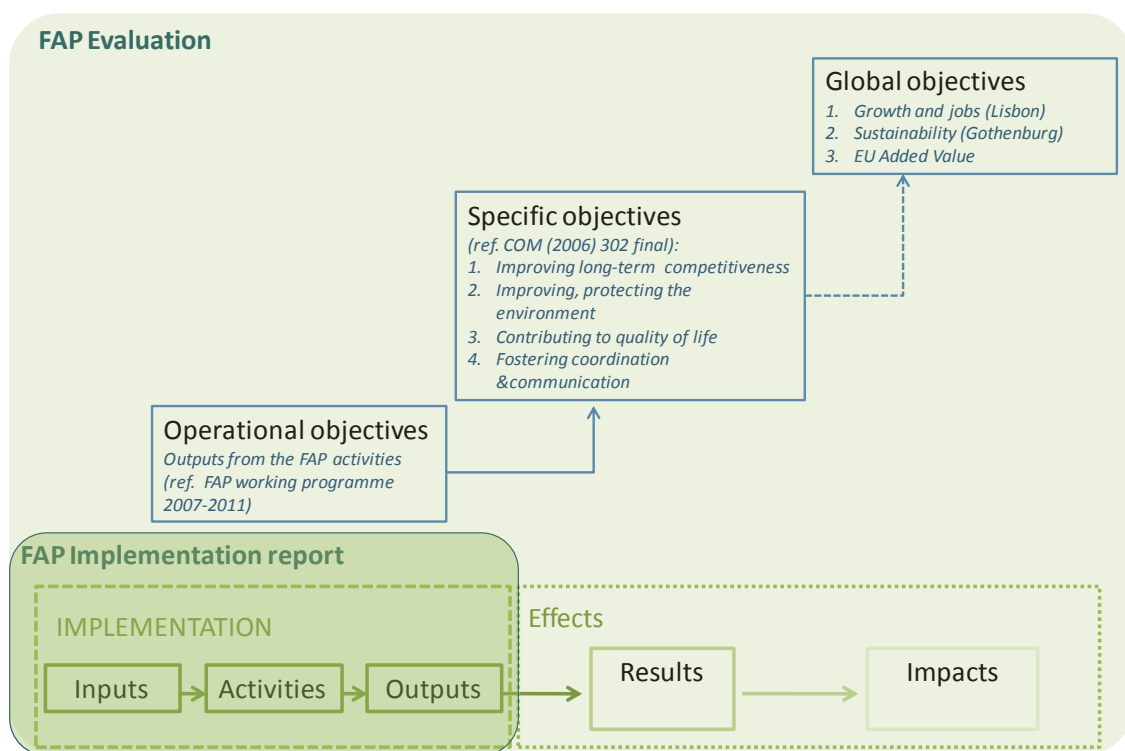 FAP Evaluation
Global objectives
1. Growth and jobs (Lisbon)
2. Sustainability (Gothenburg)
3. EU Added Value
Specific objectives
(ref. COM (2006) 302 final):
1. Improving long-term competitiveness
2. Improving, protecting the
environment
3. Contributing to quality of life
4. Fostering coordination
&communication
Operational objectives
Outputs from the FAP activities
(ref. FAP working programme
2007-2011)
FAP Implementation report
IMPLEMENTATION
Effects
Inputs
Activities
Outputs
Results
Impacts